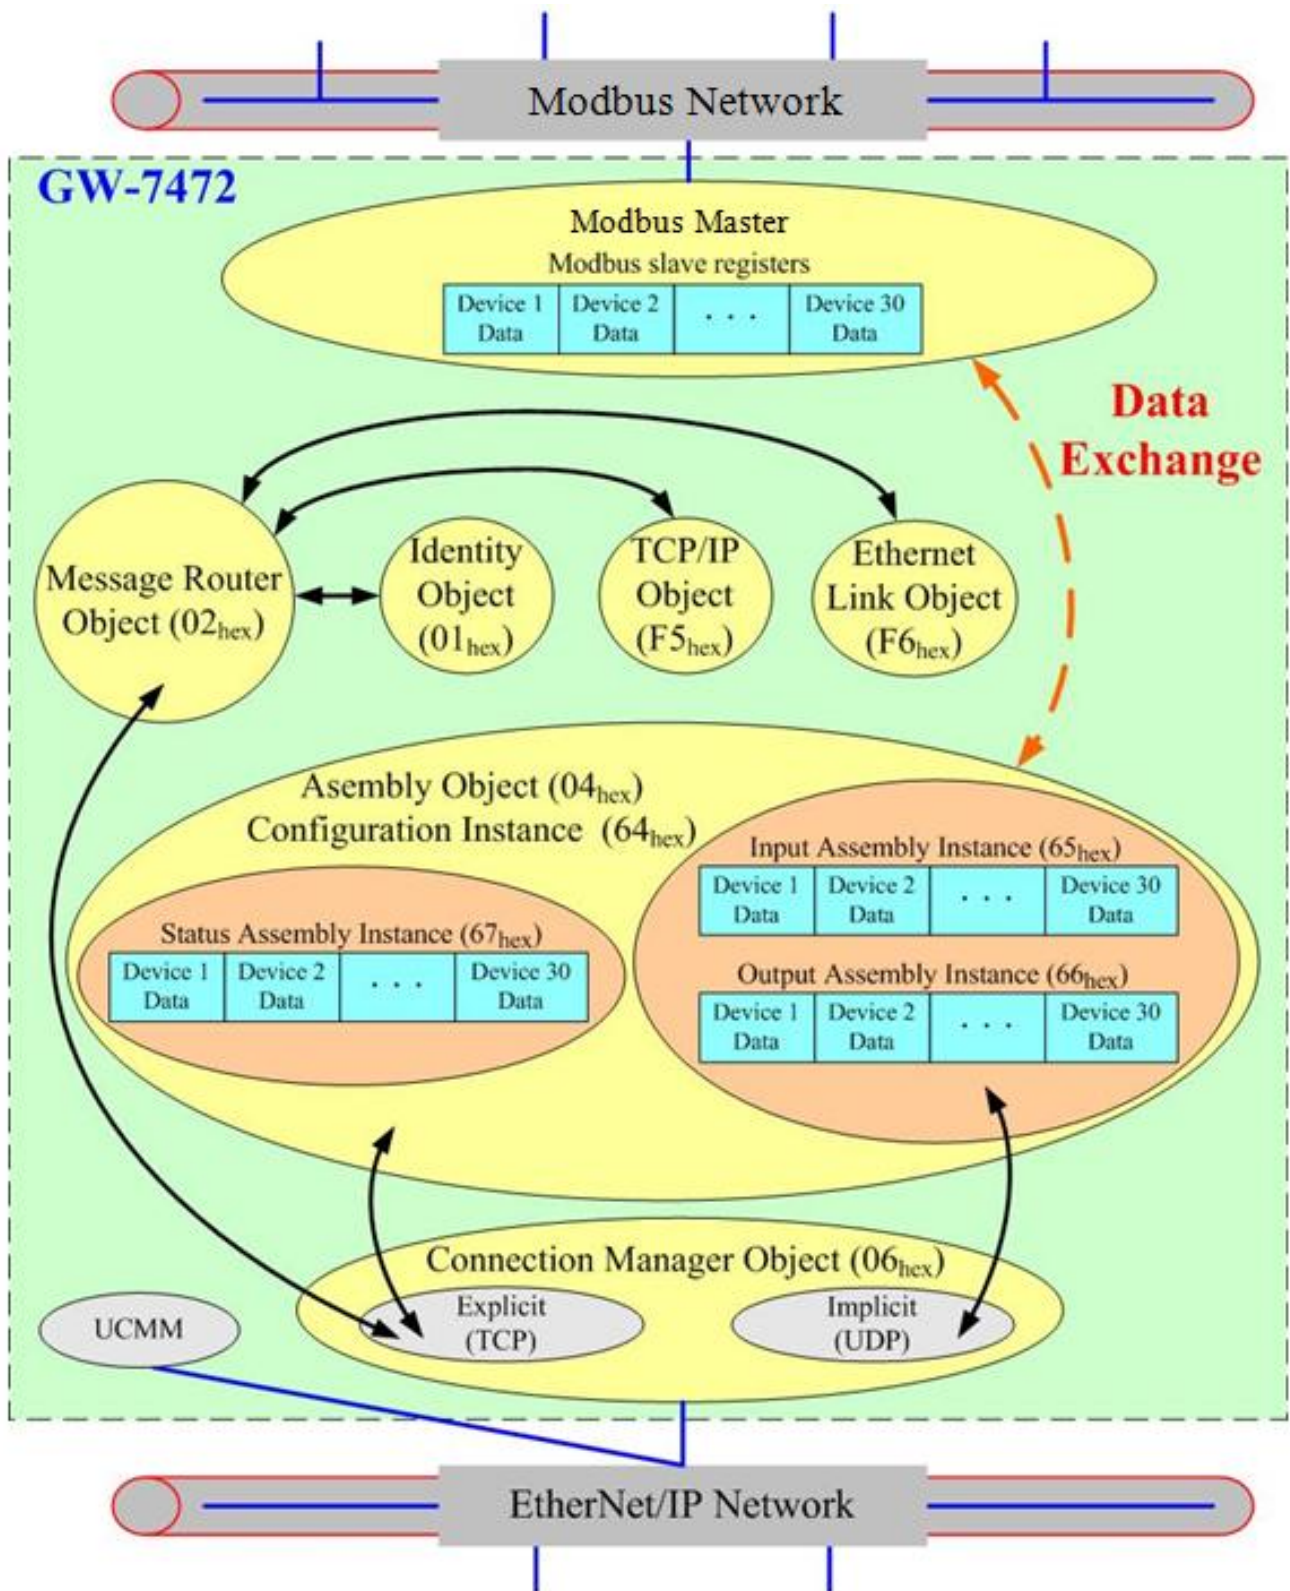 Modbus Network
GW-7472
Modbus Master
Modbus slave registers
Device 1 Data
Device 2 Data
. . .
Device 30 Data
Data
Exchange
Message Router
Object (02hex)
Identity
Object
(01hex)
TCP/IP
Object
(F5hex)
Ethernet
Link Object
(F6hex)
Asembly Object (04hex)
Configuration Instance (64hex)
Input Assembly Instance (65hex)
Device 1 Data
Device 2 Data
. . .
Device 30 Data
Status Assembly Instance (67hex)
Device 1 Data
Device 2 Data
. . .
Device 30 Data
Output Assembly Instance (66hex)
Device 1 Data
Device 2 Data
. . .
Device 30 Data
Connection Manager Object (06hex)
UCMM
Explicit
(TCP)
Implicit
(UDP)
EtherNet/IP Network